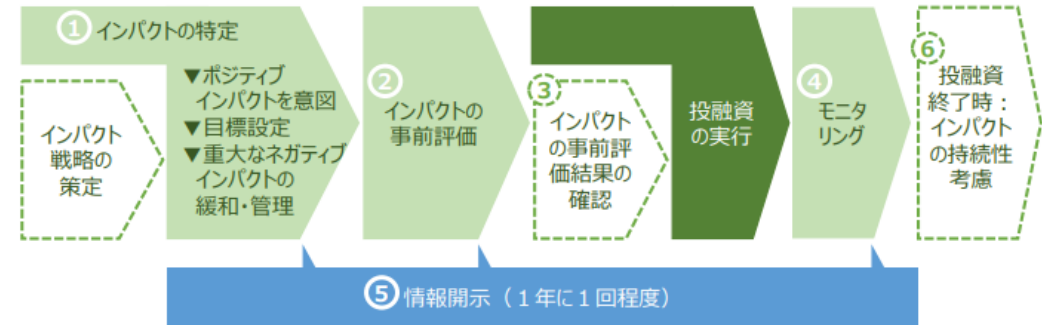 ① インパクトの特定
インパクト
戦略の
策定
▼ポジティブ
インパクトを意図
▼目標設定
▼重大なネガティブ
インパクトの
緩和・管理
②
インパクトの
事前評価
③
インパクト
の事前評
価結果の
確認
投融資
の実行
④
モニタ
リング
⑥
投融資
終了時：
インパクト
の持続性
考慮
⑤ 情報開示（１年に１回程度）